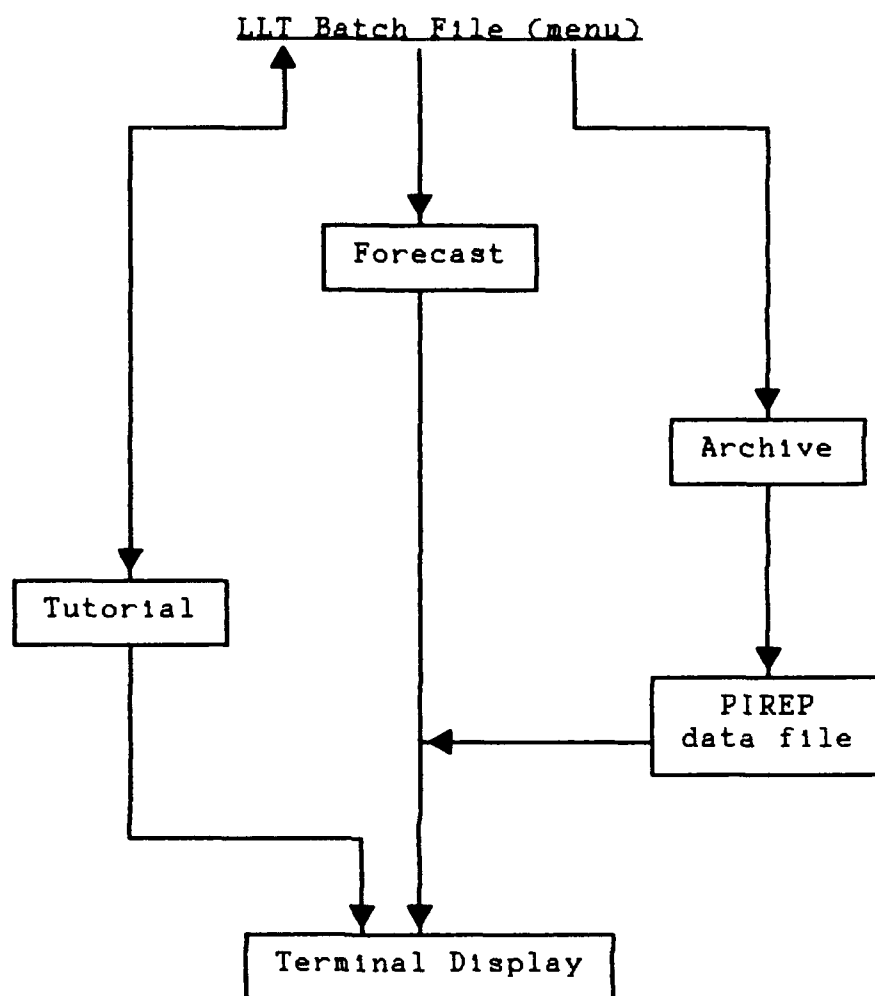 LLT Batch File (menu)
Forecast
Archive
Tutorial
PIREP
data file
Terminal Display